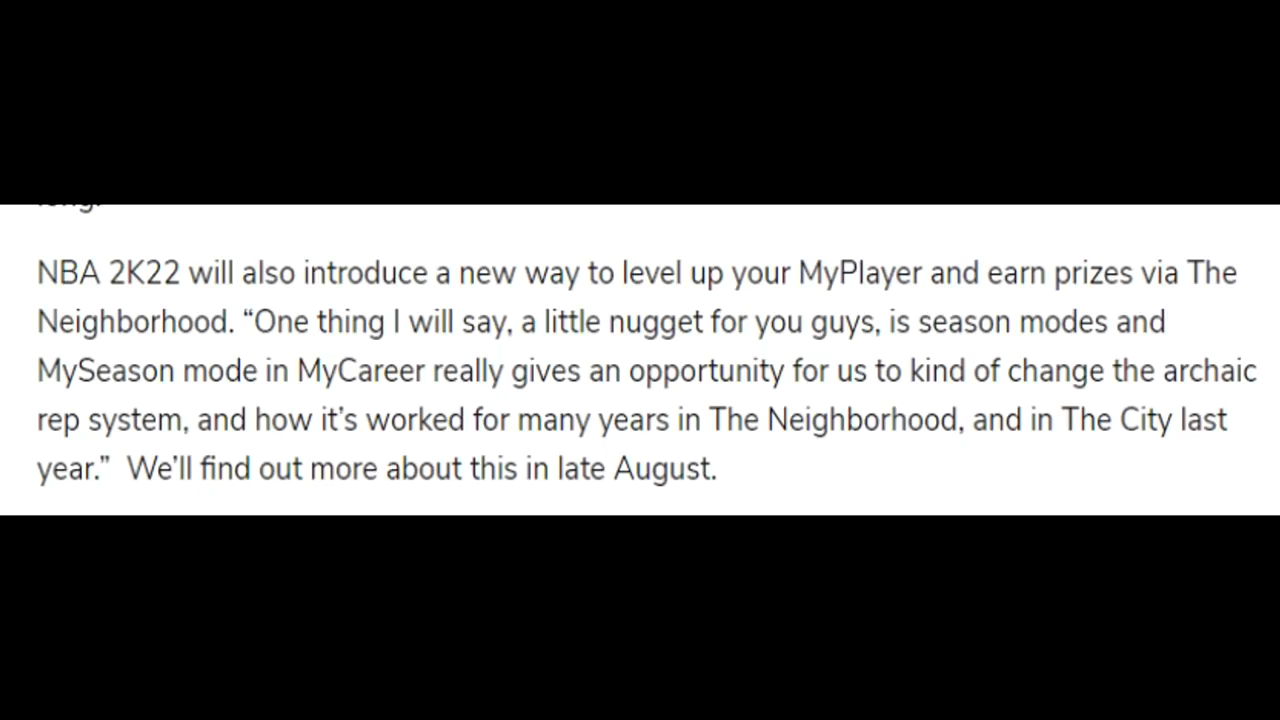 long.
NBA 2K22 will also introduce a new way to level up your MyPlayer and earn prizes via The
Neighborhood. “One thing I will say, a little nugget for you guys, is season modes and
MySeason mode in MyCareer really gives an opportunity for us to kind of change the archaic
rep system, and how it’s worked for many years in The Neighborhood, and in The City last
year.”  We’ll find out more about this in late August.